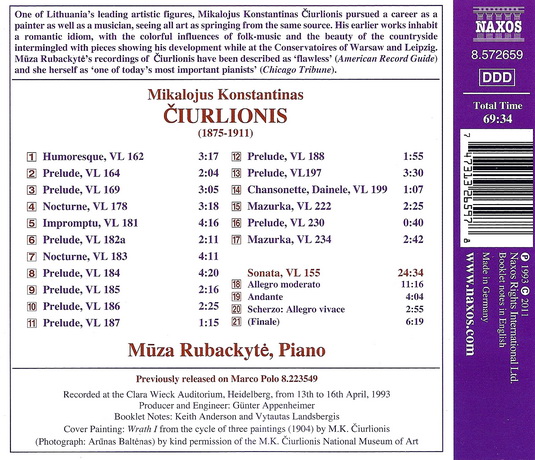 One of Lithuania's leading artistic figures, Mikalojus Konstantinas Čiurlionis pursued a career as a
painter as well as a musician, seeing all art as springing from the same source. His earlier works inhabit
a romantic idiom, with the colorful influences of folk-music and the beauty of the countryside
intermingled with pieces showing his development while at the Conservatoires of Warsaw and Leipzig.
Mūza Rubackytė's recordings of Čiurlionis have been described as 'flawless' (American Record Guide)
and she herself as 'one of today's most important pianists' (Chicago Tribune).
Mikalojus Konstantinas
ČIURLIONIS
(1875-1911)
1 Humoresque, VL 162 3:17
2 Prelude, VL 164 2:04
3 Prelude, VL 169 3:05
4 Nocturne, VL 178 3:18
5 Impromptu, VL 181 4:16
6 Prelude, VL 182a 2:11
7 Nocturne, VL 183 4:11
8 Prelude, VL 184 4:20
9 Prelude, VL 185 2:16
10 Prelude, VL 186 2:25
11 Prelude, VL 187 1:15
12 Prelude, VL 188 1:55
13 Prelude, VL197 3:30
14 Chansonette, Dainele, VL 199 1:07
15 Mazurka, VL 222 2:25
16 Prelude, VL 230 0:40
17 Mazurka, VL 234 2:42
Sonata, VL 155 24:34
18 Allegro moderato 11:16
19 Andante 4:04
20 Scherzo: Allegro vivace 2:55
21 (Finale) 6:19
Mūza Rubackytė, Piano
Previously released on Marco Polo 8.223549
Recorded at the Clara Wieck Auditorium, Heidelberg, from 13th to 16th April, 1993
Producer and Engineer: Günter Appenheimer
Booklet Notes: Keith Anderson and Vytautas Landsbergis
Cover Painting: Wrath I from the cycle of three paintings (1904) by M.K. Čiurlionis
(Photograph: Arūnas Baltėnas) by kind permission of the M.K. Čiurlionis National Museum of Art
NAXOS
8.572659
DDD
Total Time
69:34
7 47313 26597 8
℗ 1993 © 2011
Naxos Rights International Ltd.
Booklet notes in English
Made in Germany
www.naxos.com